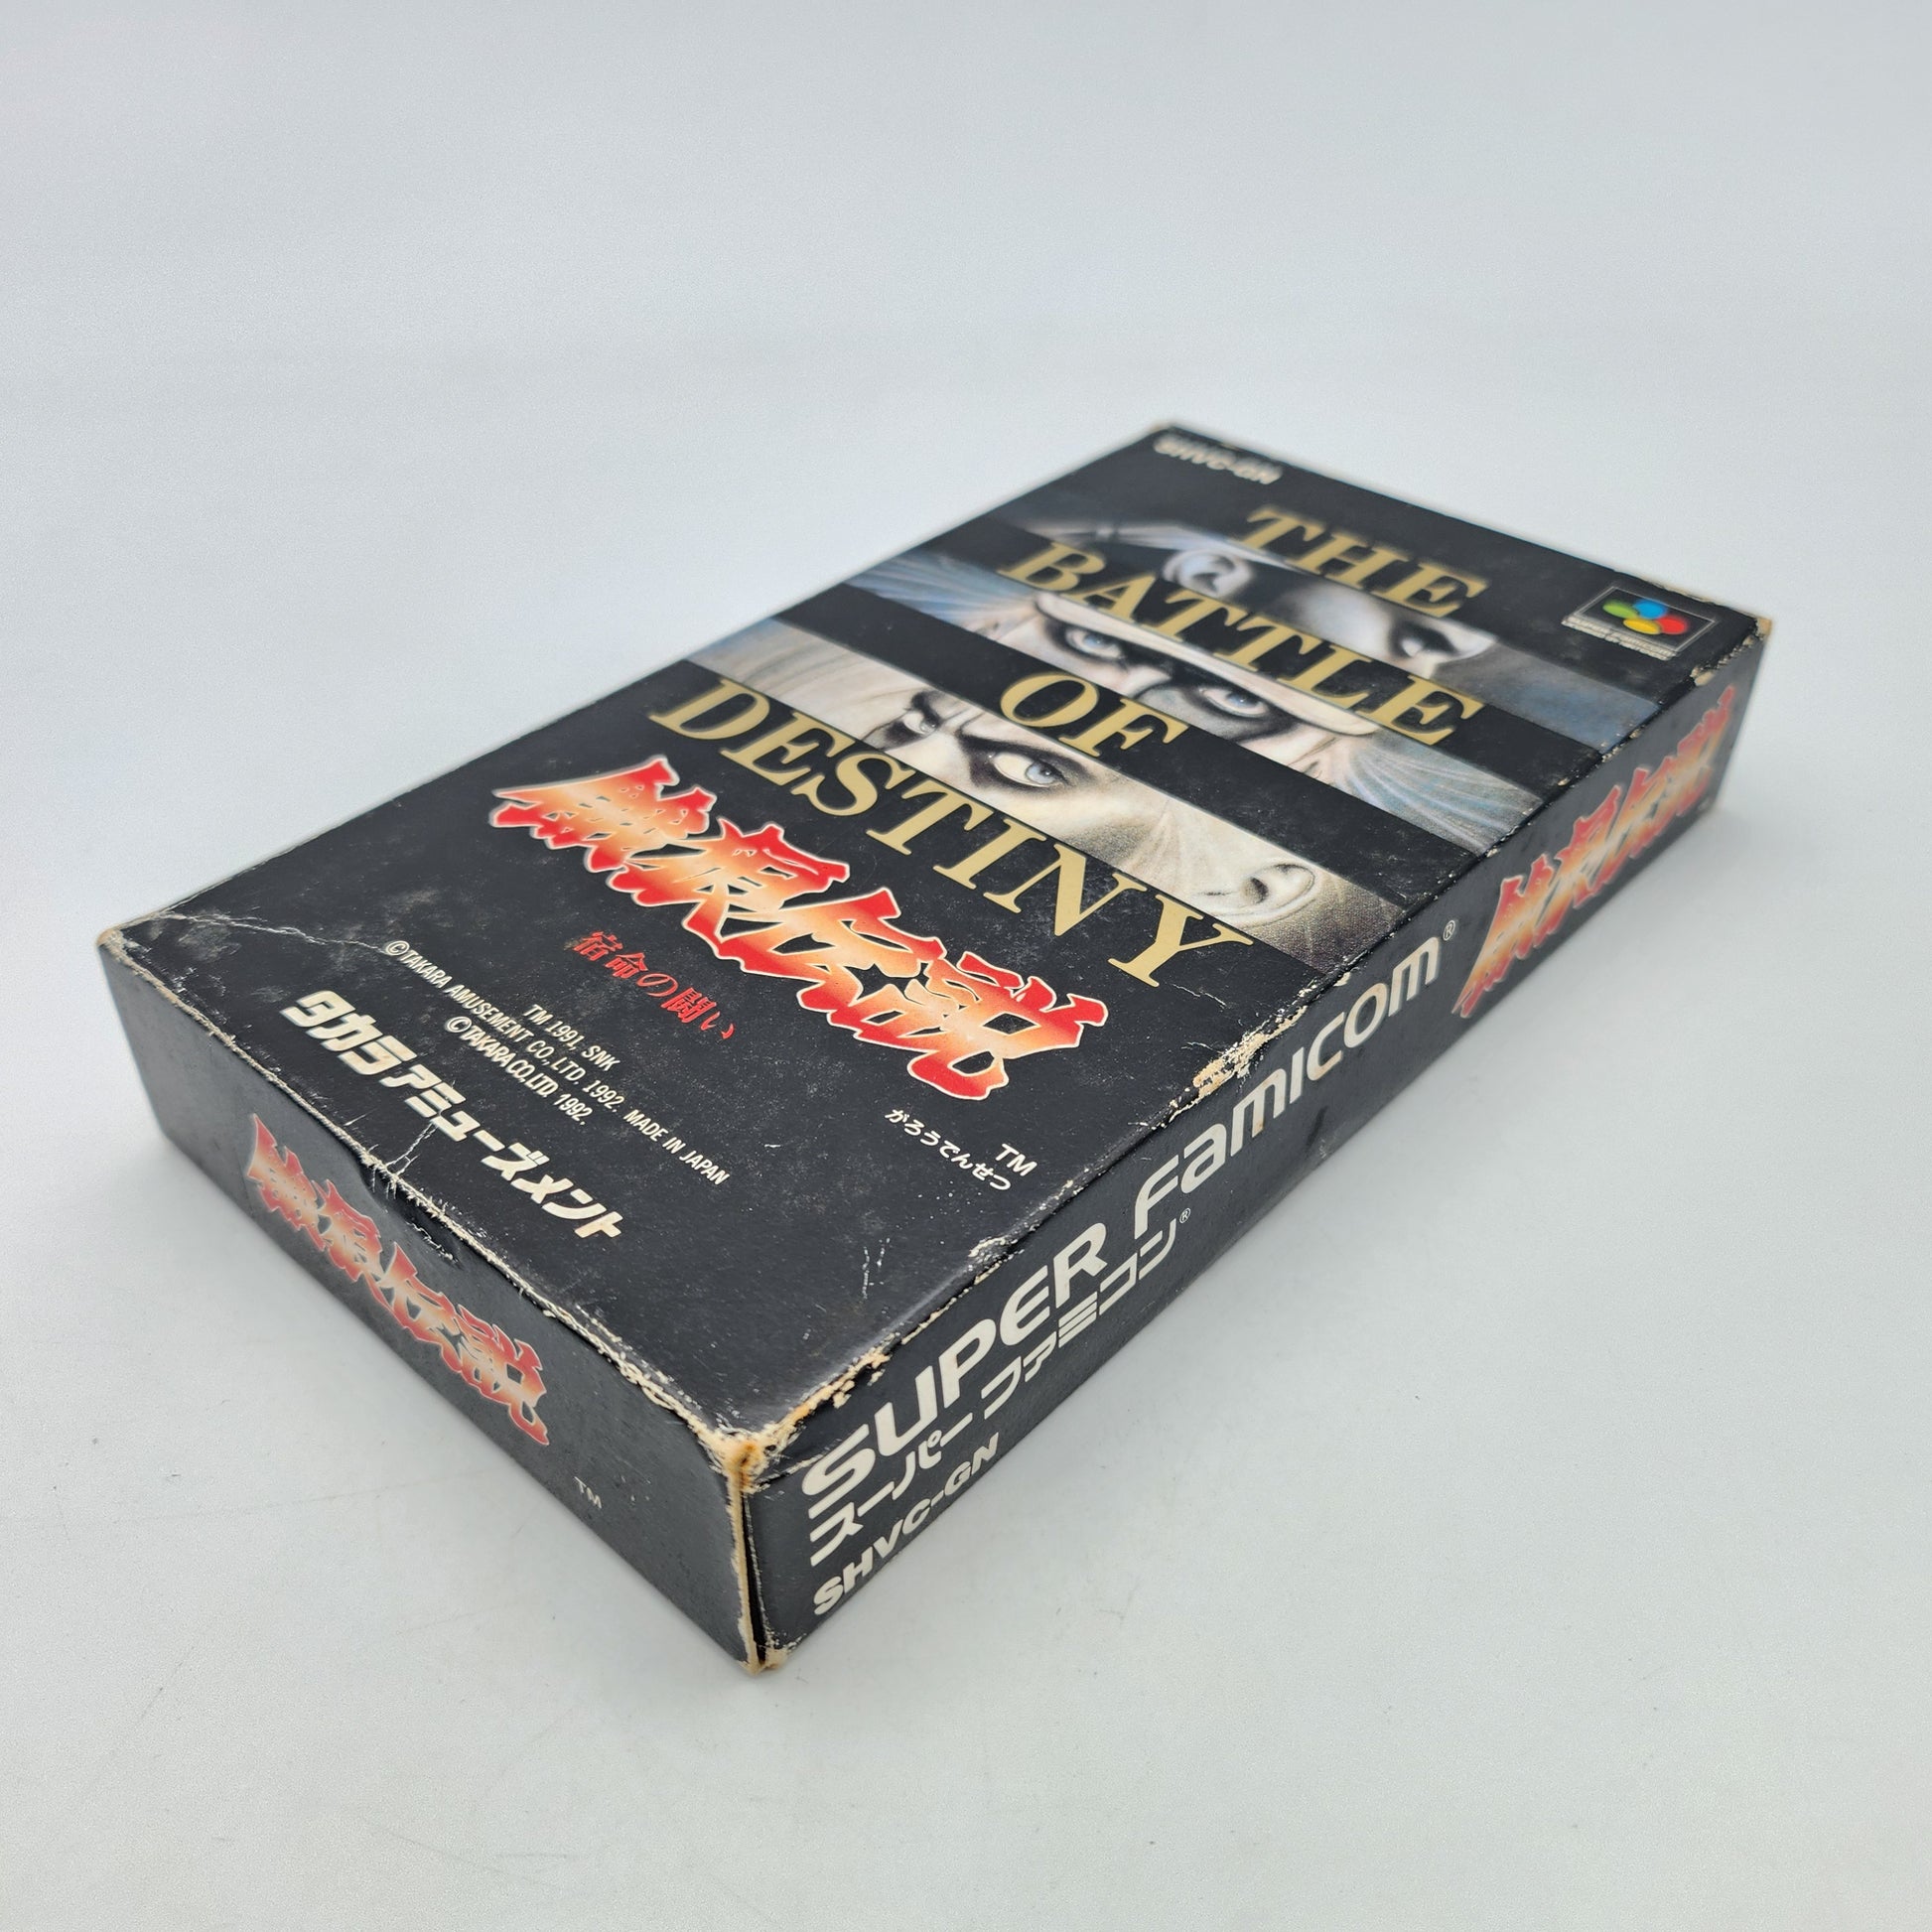 SHVC-GN
THE
BATTLE
OF
DESTINY
餓狼伝説
宿命の闘い
TM
がろうでんせつ
TM 1991, SNK
©TAKARA AMUSEMENT CO., LTD. 1992. MADE IN JAPAN
©TAKARA CO., LTD. 1992.
タカラアミューズメント
餓狼伝説
TM
SUPER Famicom®
スーパーファミコン®
SHVC-GN
餓狼伝説